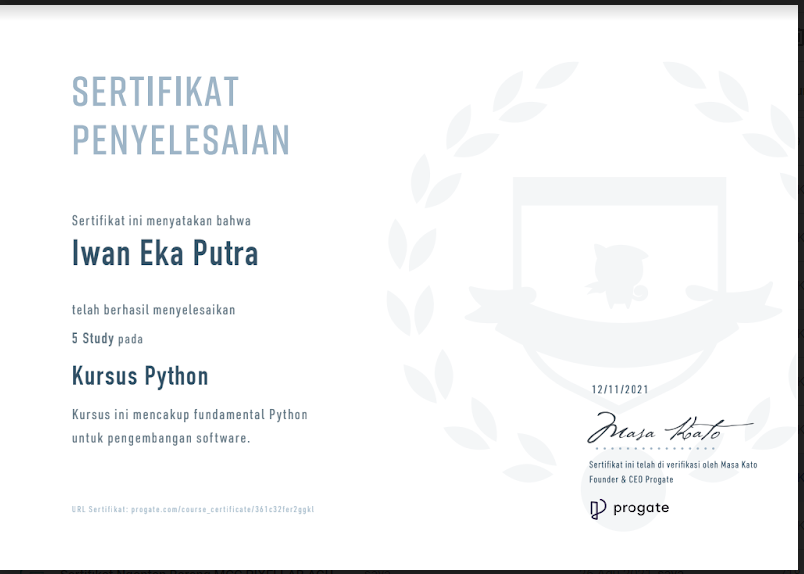 SERTIFIKAT
PENYELESAIAN
Sertifikat ini menyatakan bahwa
Iwan Eka Putra
telah berhasil menyelesaikan
5 Study pada
Kursus Python
Kursus ini mencakup fundamental Python
untuk pengembangan software.
12/11/2021
Masa Kato
Sertifikat ini telah di verifikasi oleh Masa Kato
Founder & CEO Progate
progate
URL Sertifikat: progate.com/course_certificate/361c32fer2ggkl